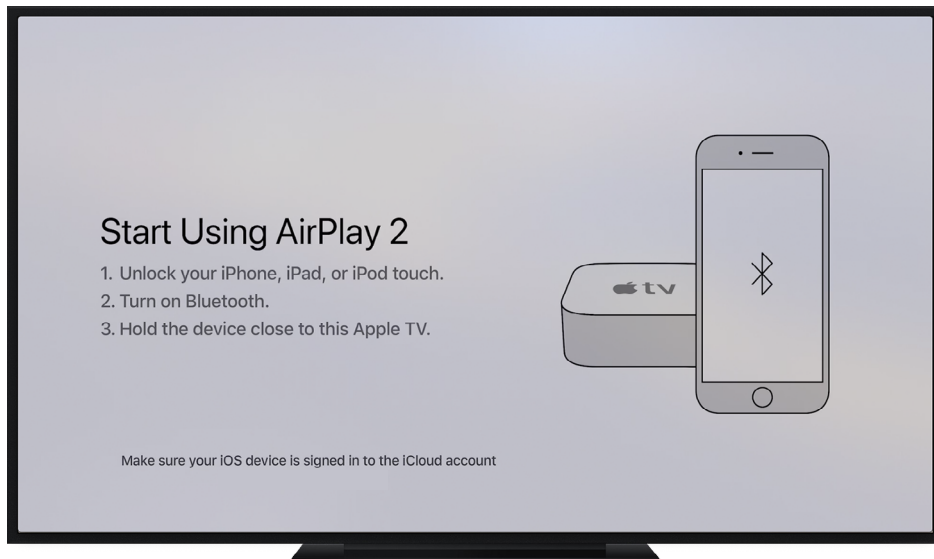 Start Using AirPlay 2
1. Unlock your iPhone, iPad, or iPod touch.
2. Turn on Bluetooth.
3. Hold the device close to this Apple TV.
tv
Make sure your iOS device is signed in to the iCloud account